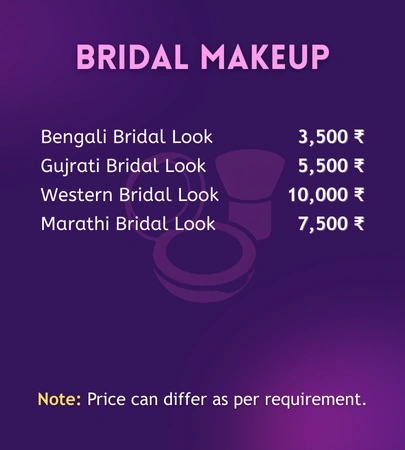 BRIDAL MAKEUP
Bengali Bridal Look 3,500 ₹
Gujrati Bridal Look 5,500 ₹
Western Bridal Look 10,000 ₹
Marathi Bridal Look 7,500 ₹
Note: Price can differ as per requirement.